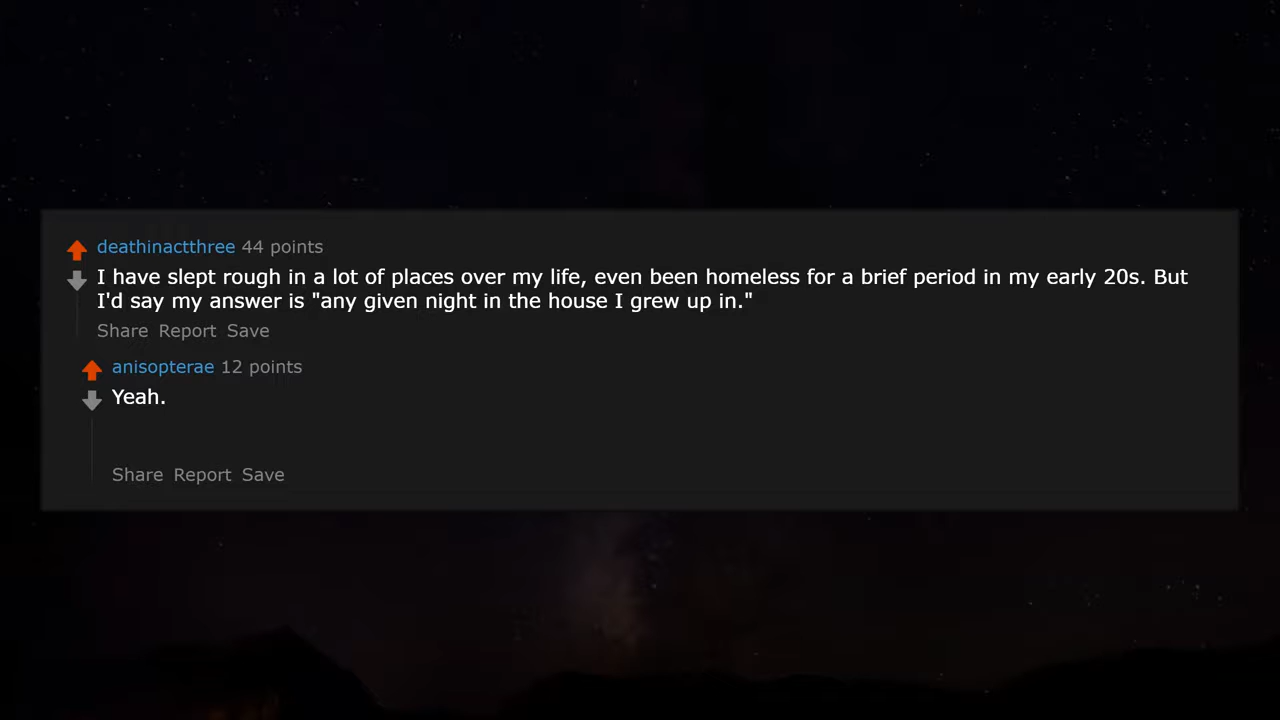 deathinactthree 44 points
I have slept rough in a lot of places over my life, even been homeless for a brief period in my early 20s. But
I'd say my answer is "any given night in the house I grew up in."
Share Report Save
anisopterae 12 points
Yeah.
Share Report Save